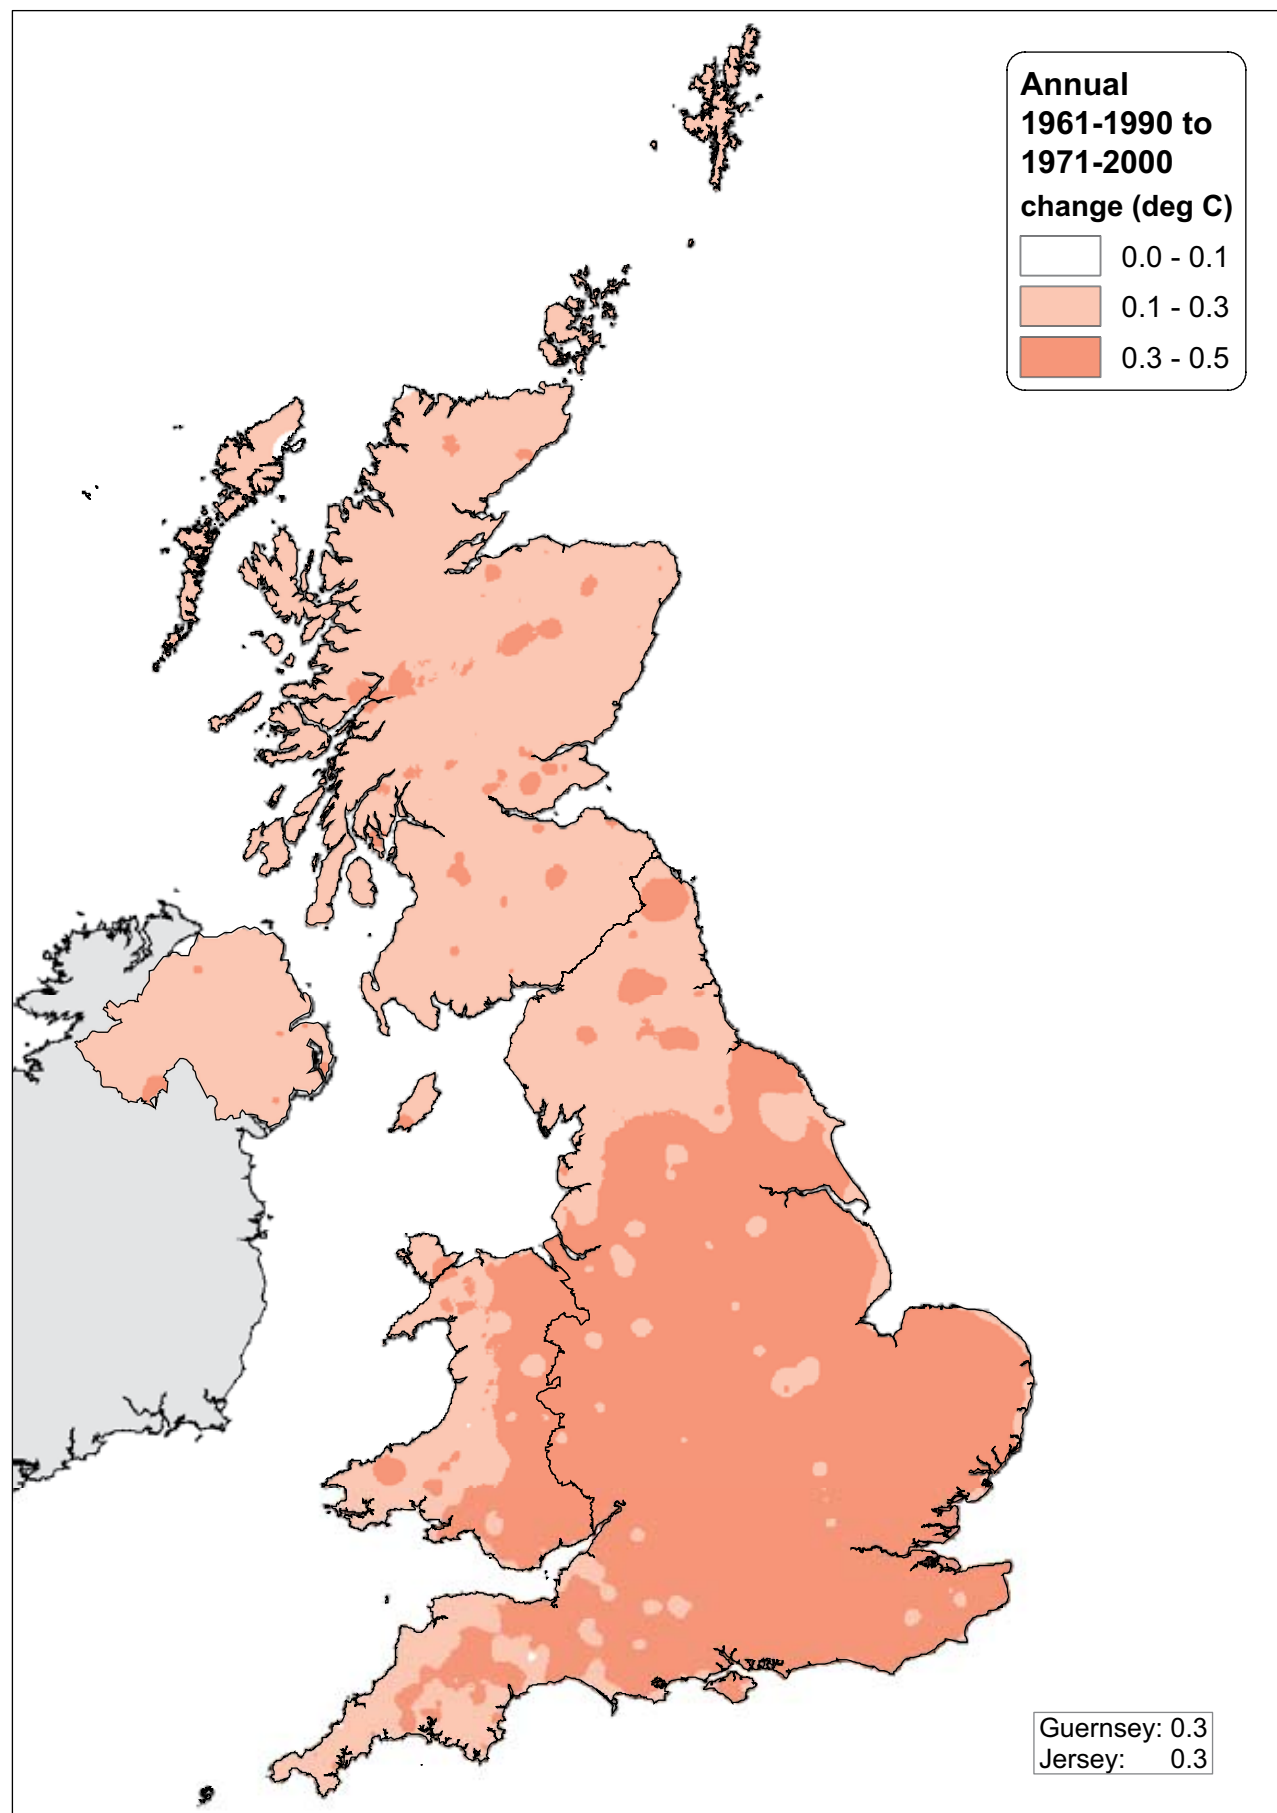 Annual
1961-1990 to
1971-2000
change (deg C)
0.0 - 0.1
0.1 - 0.3
0.3 - 0.5
Guernsey: 0.3
Jersey: 0.3